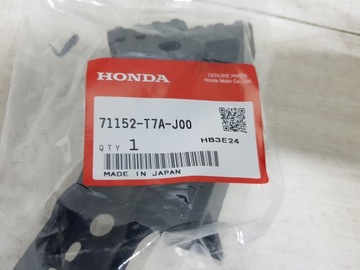 HONDA
GENUINE PARTS
Honda Motor Co., Ltd.
71152-T7A-J00
QTY 1
HB3E24
MADE IN JAPAN